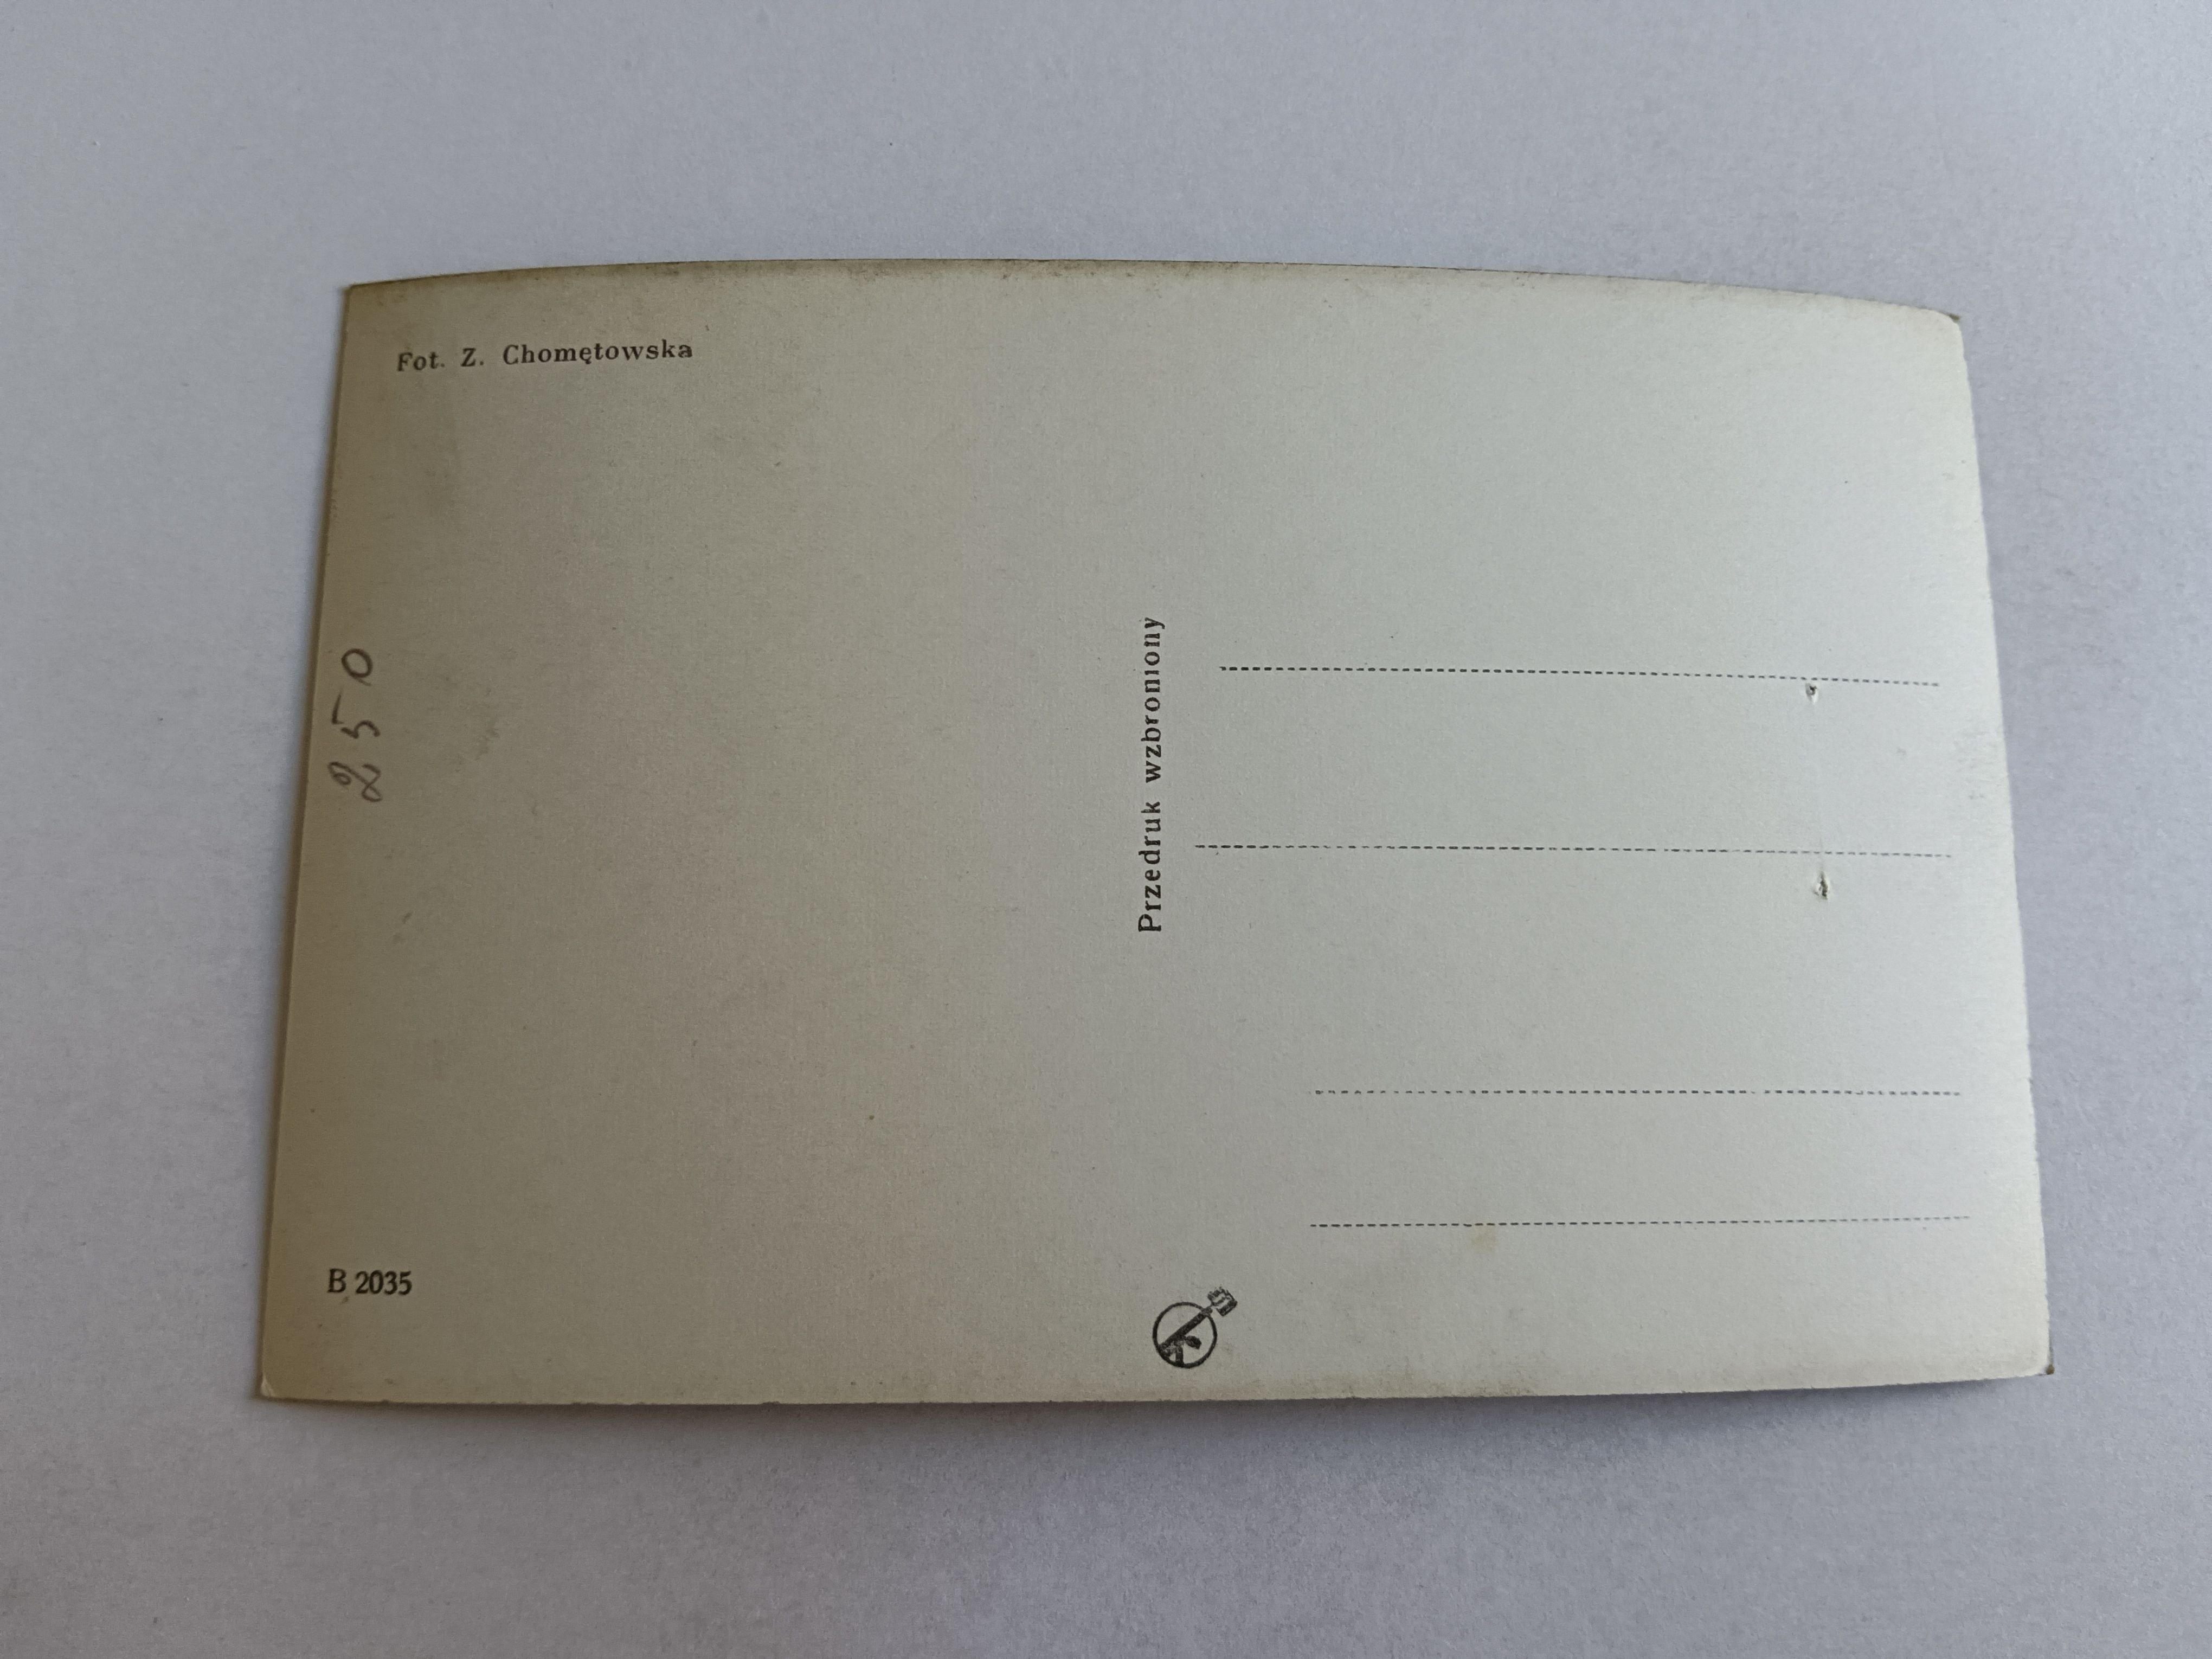 Fot. Z. Chomętowska
250
Przedruk wzbroniony
B 2035